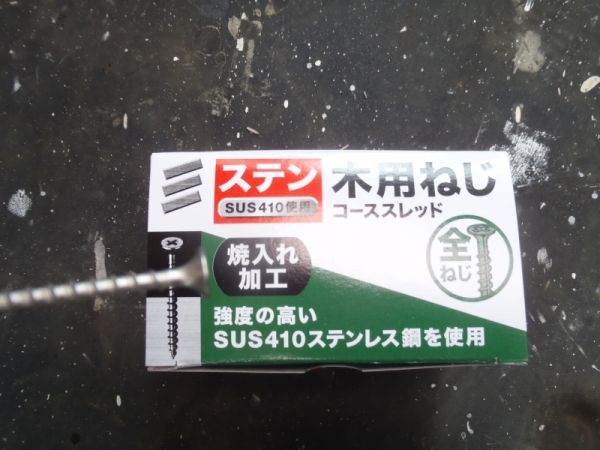 ステン
SUS410使用
木用ねじ
コーススレッド
全
ねじ
焼入れ
加工
強度の高い
SUS410ステンレス鋼を使用